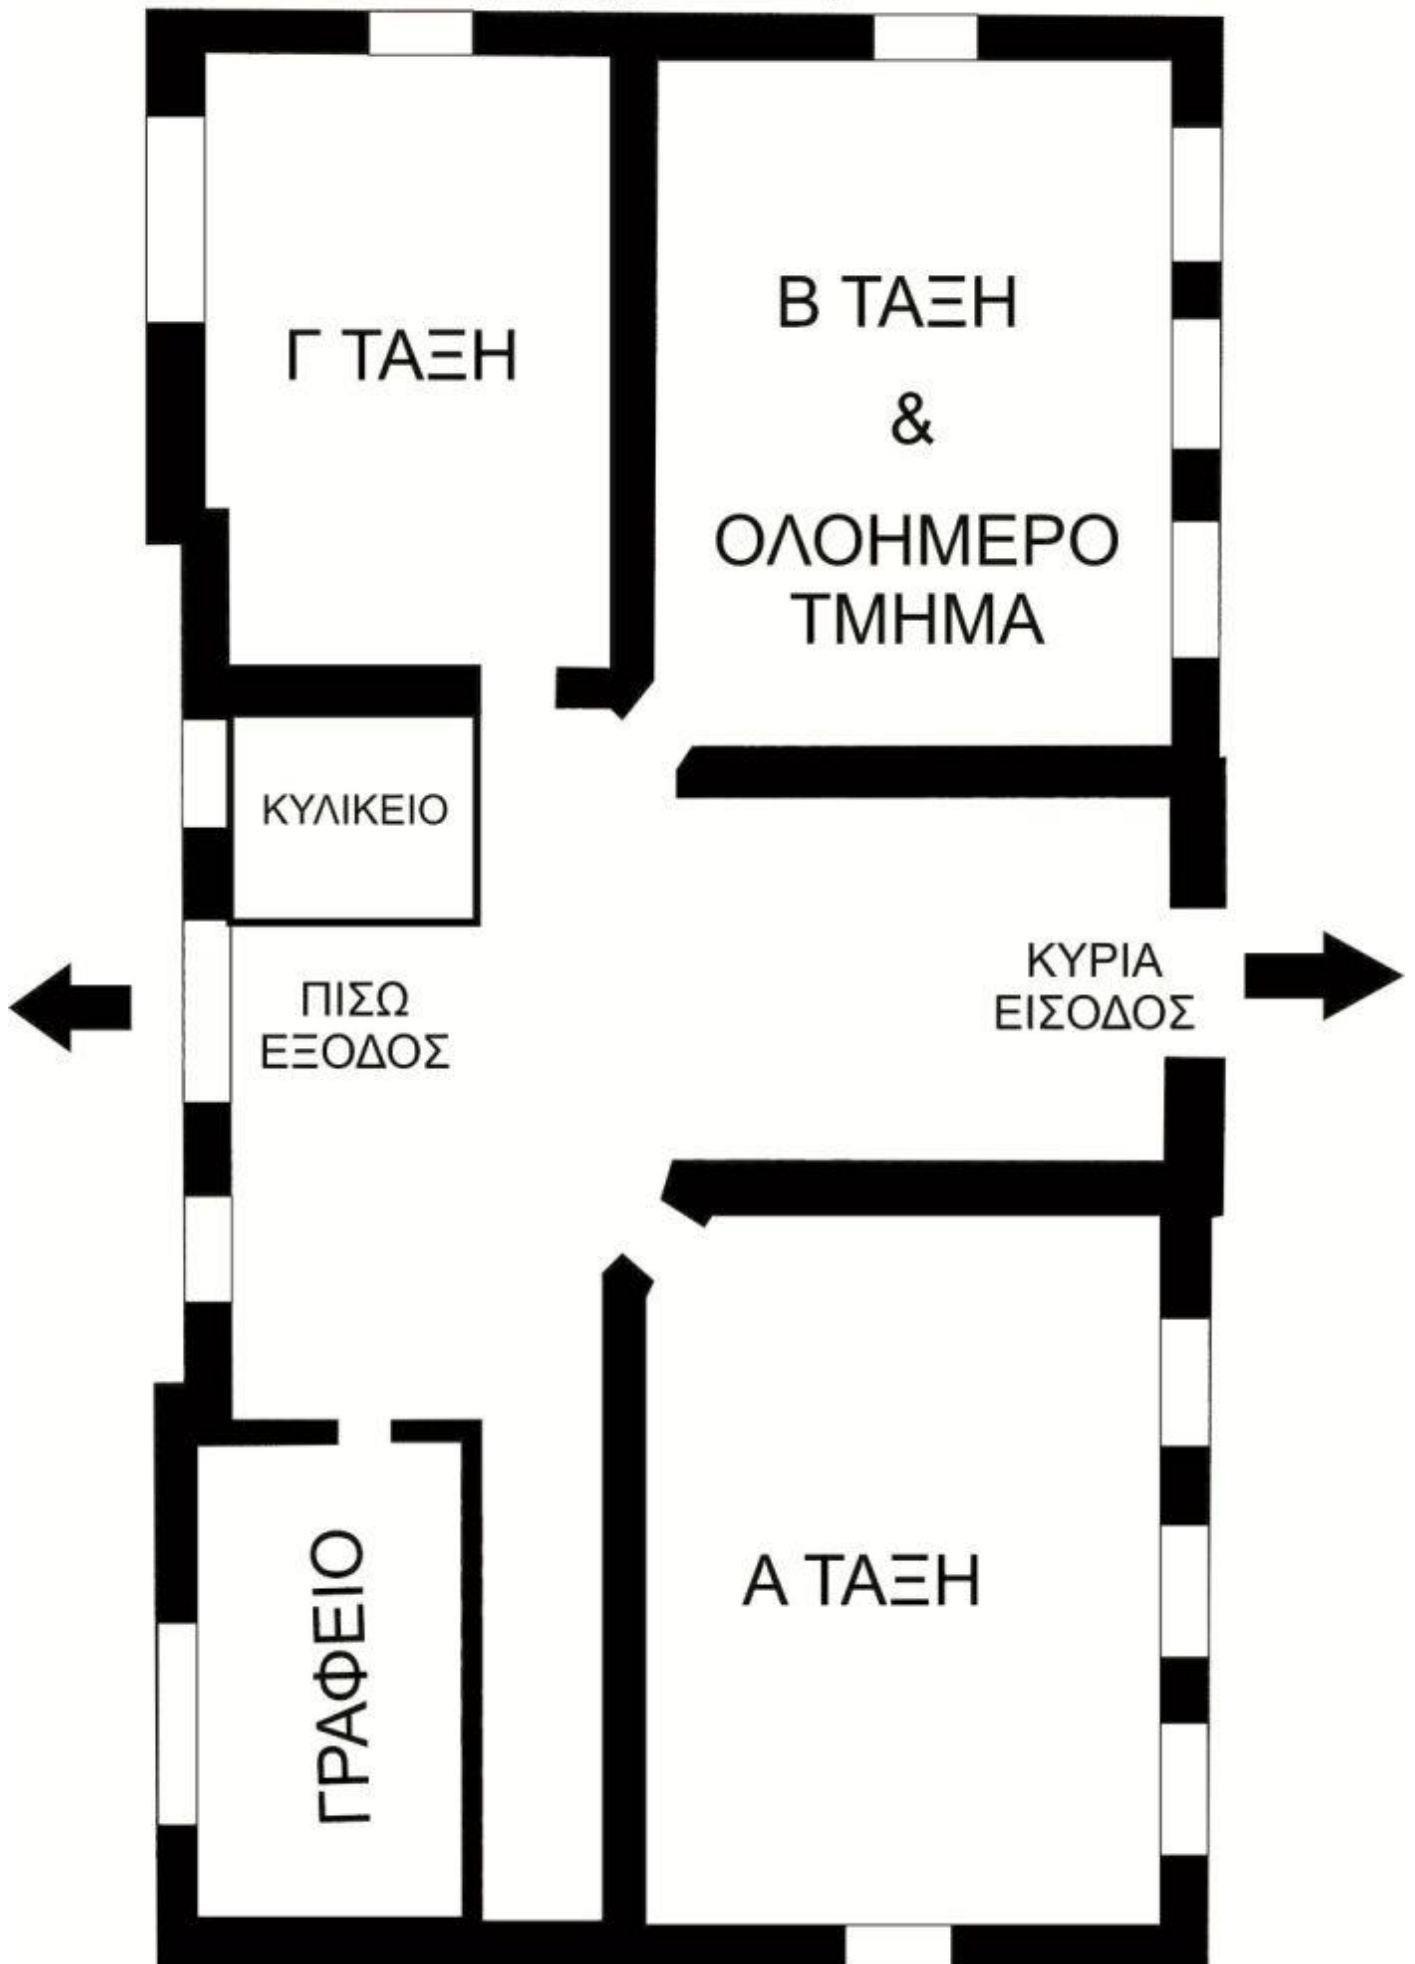 Γ ΤΑΞΗ
Β ΤΑΞΗ
&
ΟΛΟΗΜΕΡΟ
ΤΜΗΜΑ
ΚΥΛΙΚΕΙΟ
ΠΙΣΩ
ΕΞΟΔΟΣ
ΚΥΡΙΑ
ΕΙΣΟΔΟΣ
ΓΡΑΦΕΙΟ
Α ΤΑΞΗ